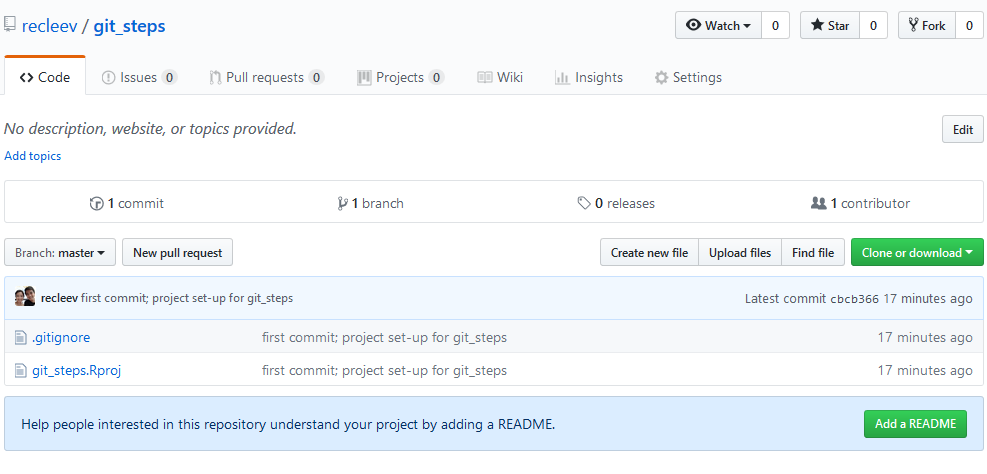 recleev / git_steps
Watch 0 Star 0 Fork 0
Code Issues 0 Pull requests 0 Projects 0 Wiki Insights Settings
No description, website, or topics provided. Edit
Add topics
1 commit 1 branch 0 releases 1 contributor
Branch: master New pull request Create new file Upload files Find file Clone or download
recleev first commit; project set-up for git_steps Latest commit cbcb366 17 minutes ago
.gitignore first commit; project set-up for git_steps 17 minutes ago
git_steps.Rproj first commit; project set-up for git_steps 17 minutes ago
Help people interested in this repository understand your project by adding a README. Add a README